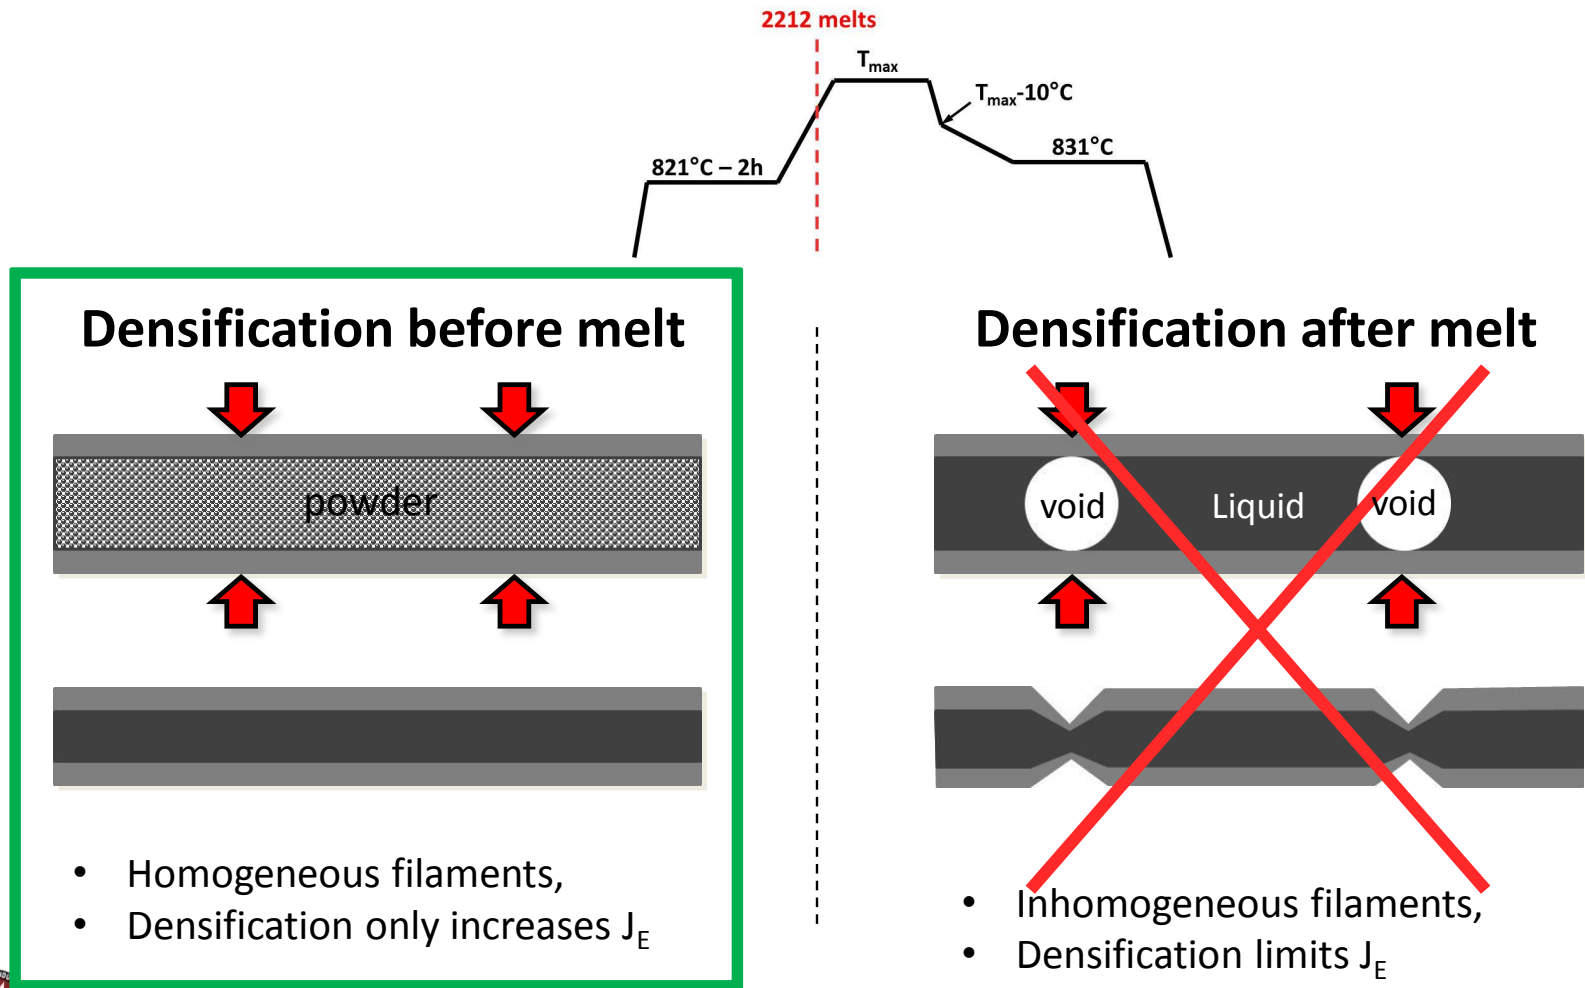 2212 melts
Tmax
Tmax-10°C
821°C – 2h
831°C
Densification before melt
powder
• Homogeneous filaments,
• Densification only increases JE
Densification after melt
void
Liquid
void
• Inhomogeneous filaments,
• Densification limits JE